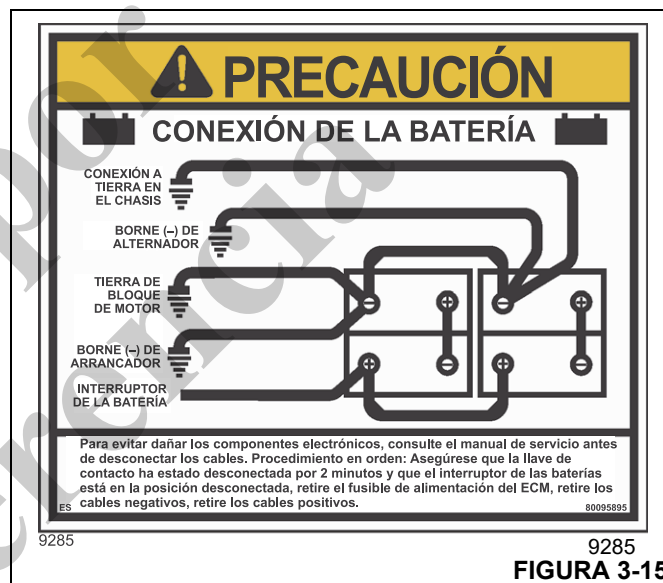 PRECAUCIÓN
CONEXIÓN DE LA BATERÍA
CONEXIÓN A
TIERRA EN
EL CHASIS
BORNE (–) DE
ALTERNADOR
TIERRA DE
BLOQUE
DE MOTOR
BORNE (–) DE
ARRANCADOR
INTERRUPTOR
DE LA BATERÍA
Para evitar dañar los componentes electrónicos, consulte el manual de servicio antes
de desconectar los cables. Procedimiento en orden: Asegúrese que la llave de
contacto ha estado desconectada por 2 minutos y que el interruptor de las baterías
está en la posición desconectada, retire el fusible de alimentación del ECM, retire los
cables negativos, retire los cables positivos.
ES
80095895
9285
9285
FIGURA 3-15
por